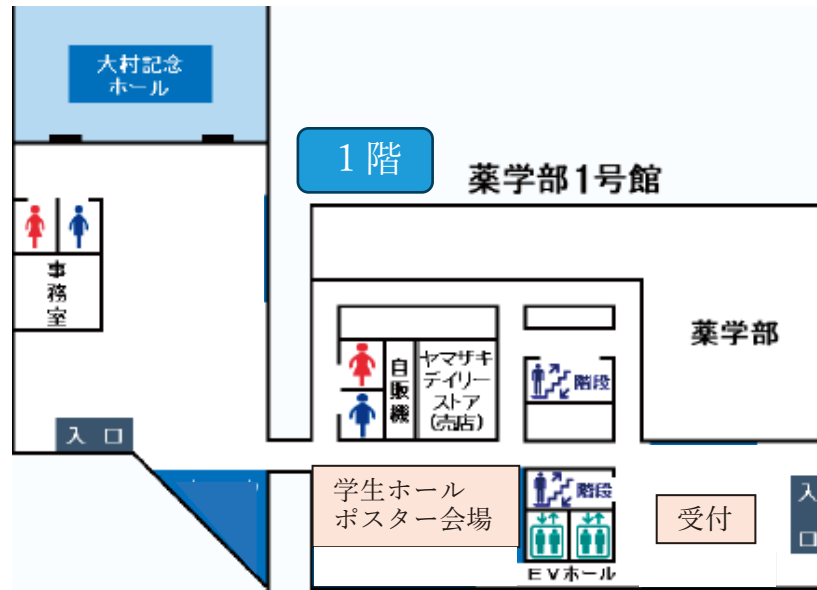 大村記念
ホール
1階
薬学部1号館
事
務
室
自
販
機
ヤマザキ
デイリー
ストア
(売店)
階段
薬学部
入口
学生ホール
ポスター会場
階段
EVホール
受付
入
口